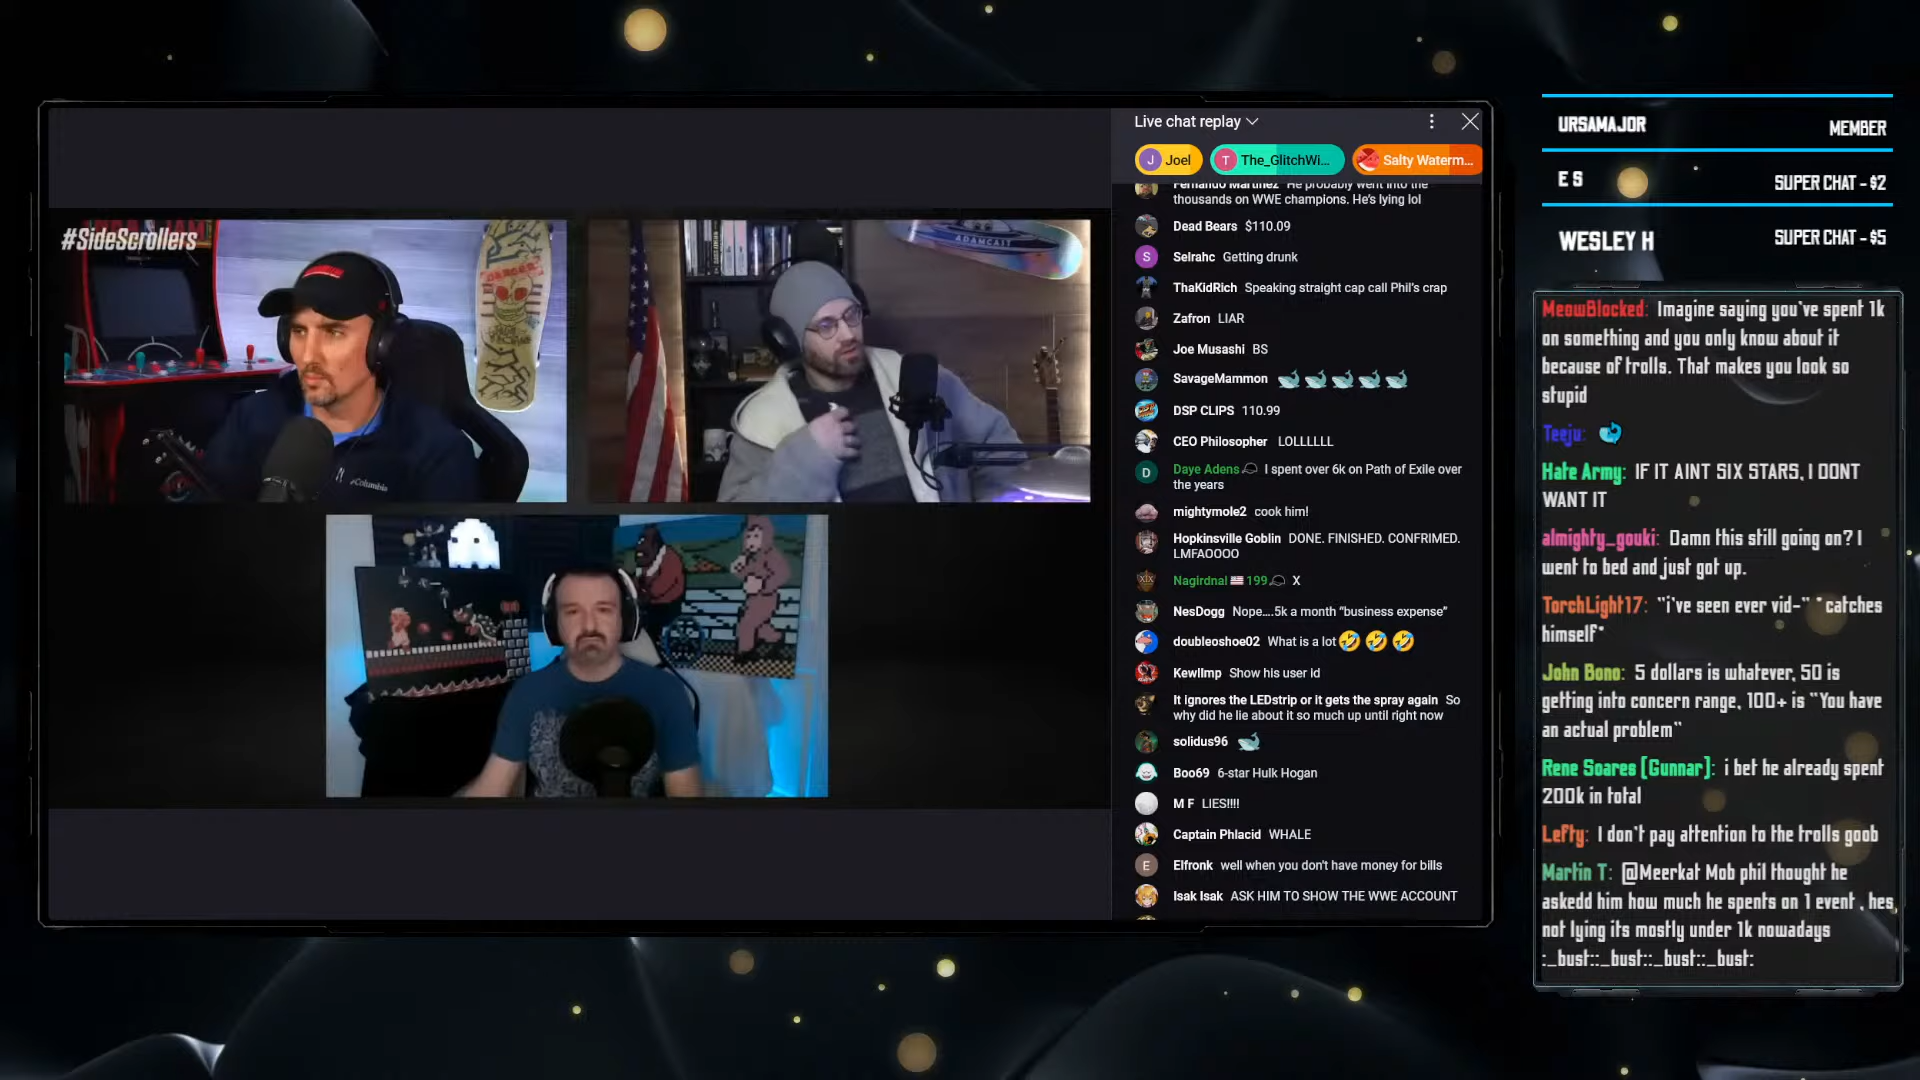 #SideScrollers
ADAMCAIT
Columbia
Live chat replay
J Joel
T The_GlitchWi...
Salty Waterm...
Fernando Martinez He probably went into the
thousands on WWE champions. He's lying lol
Dead Bears $110.09
S Selrahc Getting drunk
ThaKidRich Speaking straight cap call Phil's crap
Zafron LIAR
Joe Musashi BS
SavageMammon 🐳🐳🐳🐳🐳
DSP CLIPS 110.99
CEO Philosopher LOLLLLLL
D Daye Adens I spent over 6k on Path of Exile over
the years
mightymole2 cook him!
Hopkinsville Goblin DONE. FINISHED. CONFRIMED.
LMFAOOOO
Nagirdnal🇺🇸199 X
NesDogg Nope....5k a month "business expense"
doubleoshoe02 What is a lot🤣🤣🤣
KewlImp Show his user id
It ignores the LEDstrip or it gets the spray again So
why did he lie about it so much up until right now
solidus96 🐳
Boo69 6-star Hulk Hogan
M F LIES!!!!
Captain Phlacid WHALE
E Elfronk well when you don't have money for bills
Isak Isak ASK HIM TO SHOW THE WWE ACCOUNT
URSAMAJOR MEMBER
E S SUPER CHAT - $2
WESLEY H SUPER CHAT - $5
MeowBlocked: Imagine saying you've spent 1k
on something and you only know about it
because of trolls. That makes you look so
stupid
Teeju:
Hate Army: IF IT AINT SIX STARS, I DONT
WANT IT
almighty_gouki: Damn this still going on? I
went to bed and just got up.
TorchLight17: "i've seen ever vid-" *catches
himself*
John Bono: 5 dollars is whatever, 50 is
getting into concern range, 100+ is "You have
an actual problem"
Rene Soares (Gunnar): i bet he already spent
200k in total
Lefty: I don't pay attention to the trolls goob
Martin T: @Meerkat Mob phil thought he
askedd him how much he spents on 1 event , hes
not lying its mostly under 1k nowadays
:_bust::_bust::_bust::_bust: